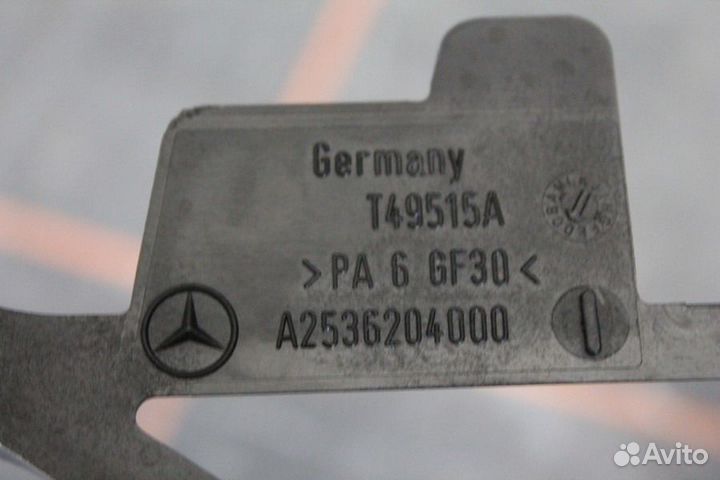 Germany
T49515A
>PA 6 GF30<
A2536204000
Avito